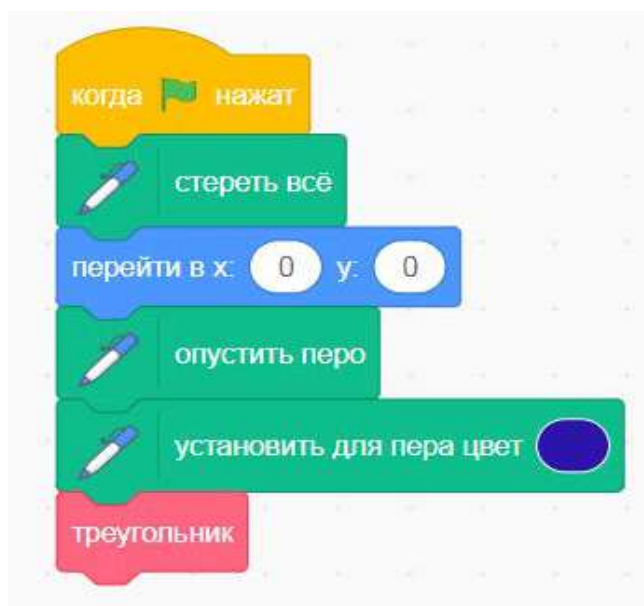 когда нажат
стереть всё
перейти в x: 0 y: 0
опустить перо
установить для пера цвет
треугольник